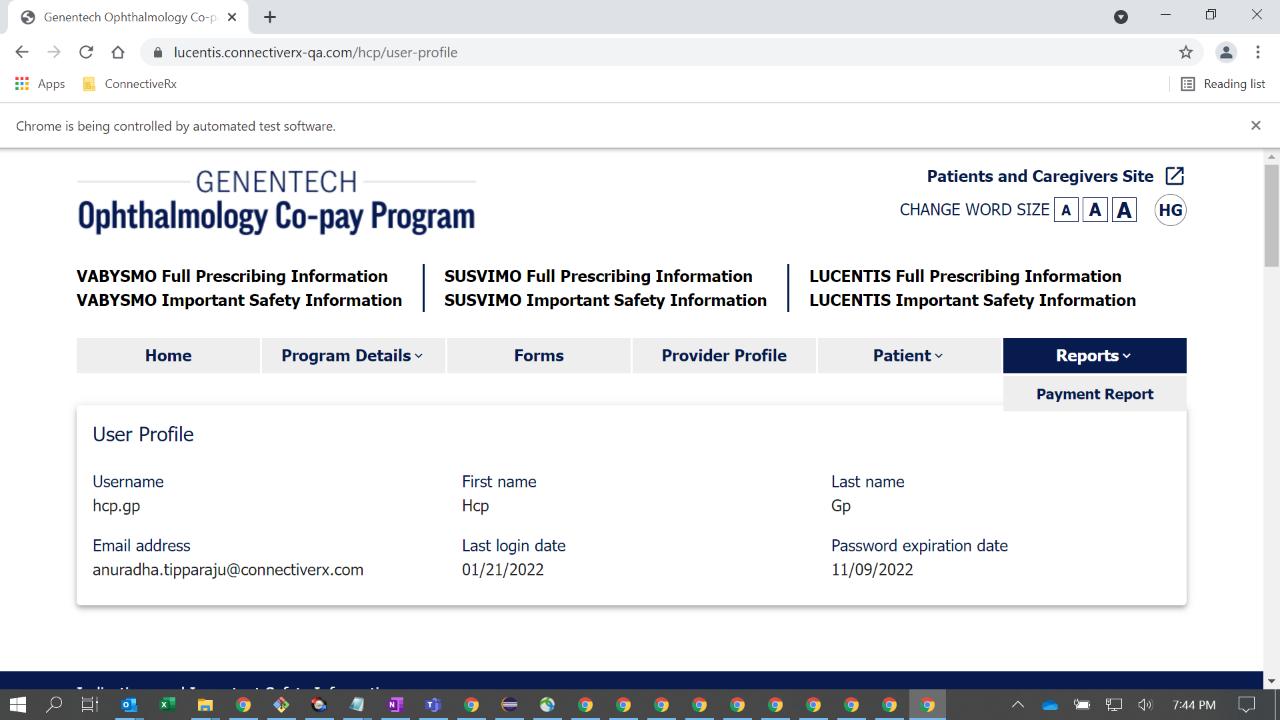 Genentech Ophthalmology Co-p
lucentis.connectiverx-qa.com/hcp/user-profile
Apps
ConnectiveRx
Reading list
Chrome is being controlled by automated test software.
GENENTECH
Ophthalmology Co-pay Program
Patients and Caregivers Site
CHANGE WORD SIZE A A A HG
VABYSMO Full Prescribing Information
VABYSMO Important Safety Information
SUSVIMO Full Prescribing Information
SUSVIMO Important Safety Information
LUCENTIS Full Prescribing Information
LUCENTIS Important Safety Information
Home Program Details Forms Provider Profile Patient Reports
Payment Report
User Profile
Username First name Last name
hcp.gp Hcp Gp
Email address Last login date Password expiration date
anuradha.tipparaju@connectiverx.com 01/21/2022 11/09/2022
7:44 PM